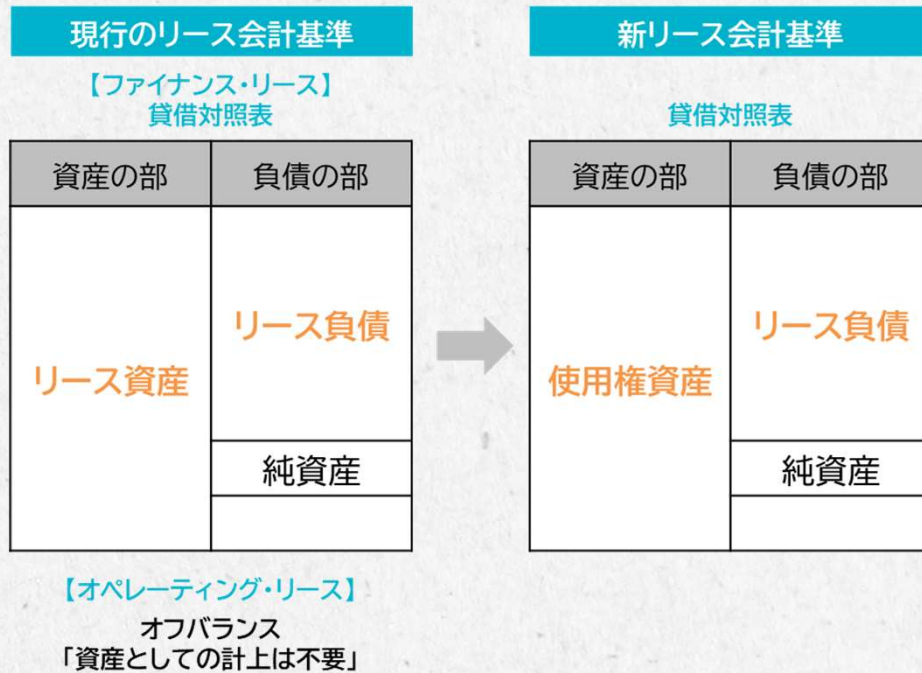 現行のリース会計基準
【ファイナンス・リース】
貸借対照表
資産の部
負債の部
リース資産
リース負債
純資産
【オペレーティング・リース】
オフバランス
「資産としての計上は不要」
新リース会計基準
貸借対照表
資産の部
負債の部
使用権資産
リース負債
純資産